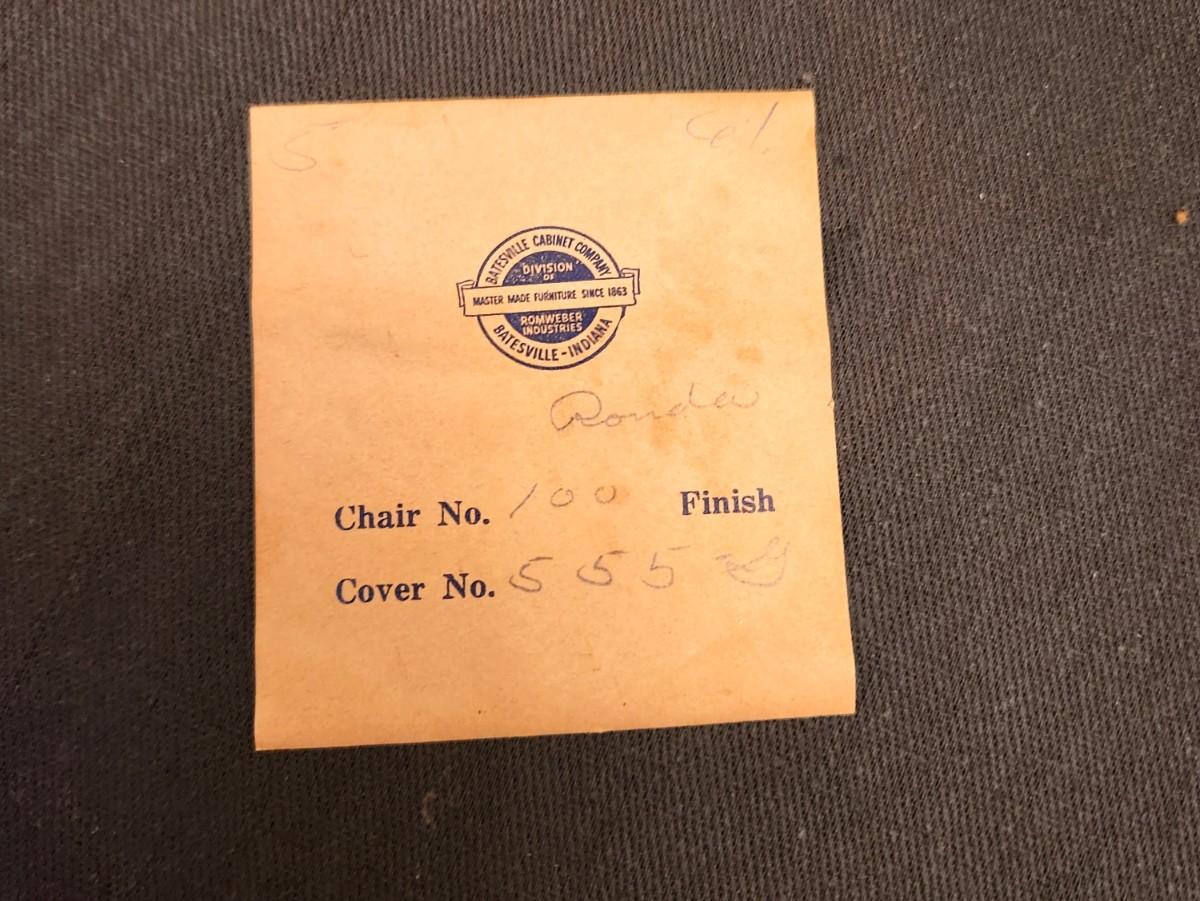 5
BATESVILLE CABINET COMPANY
DIVISION
OF
MASTER MADE FURNITURE SINCE 1863
ROMWEBER
INDUSTRIES
BATESVILLE - INDIANA
Ronda
Chair No. 100 Finish
Cover No. 555